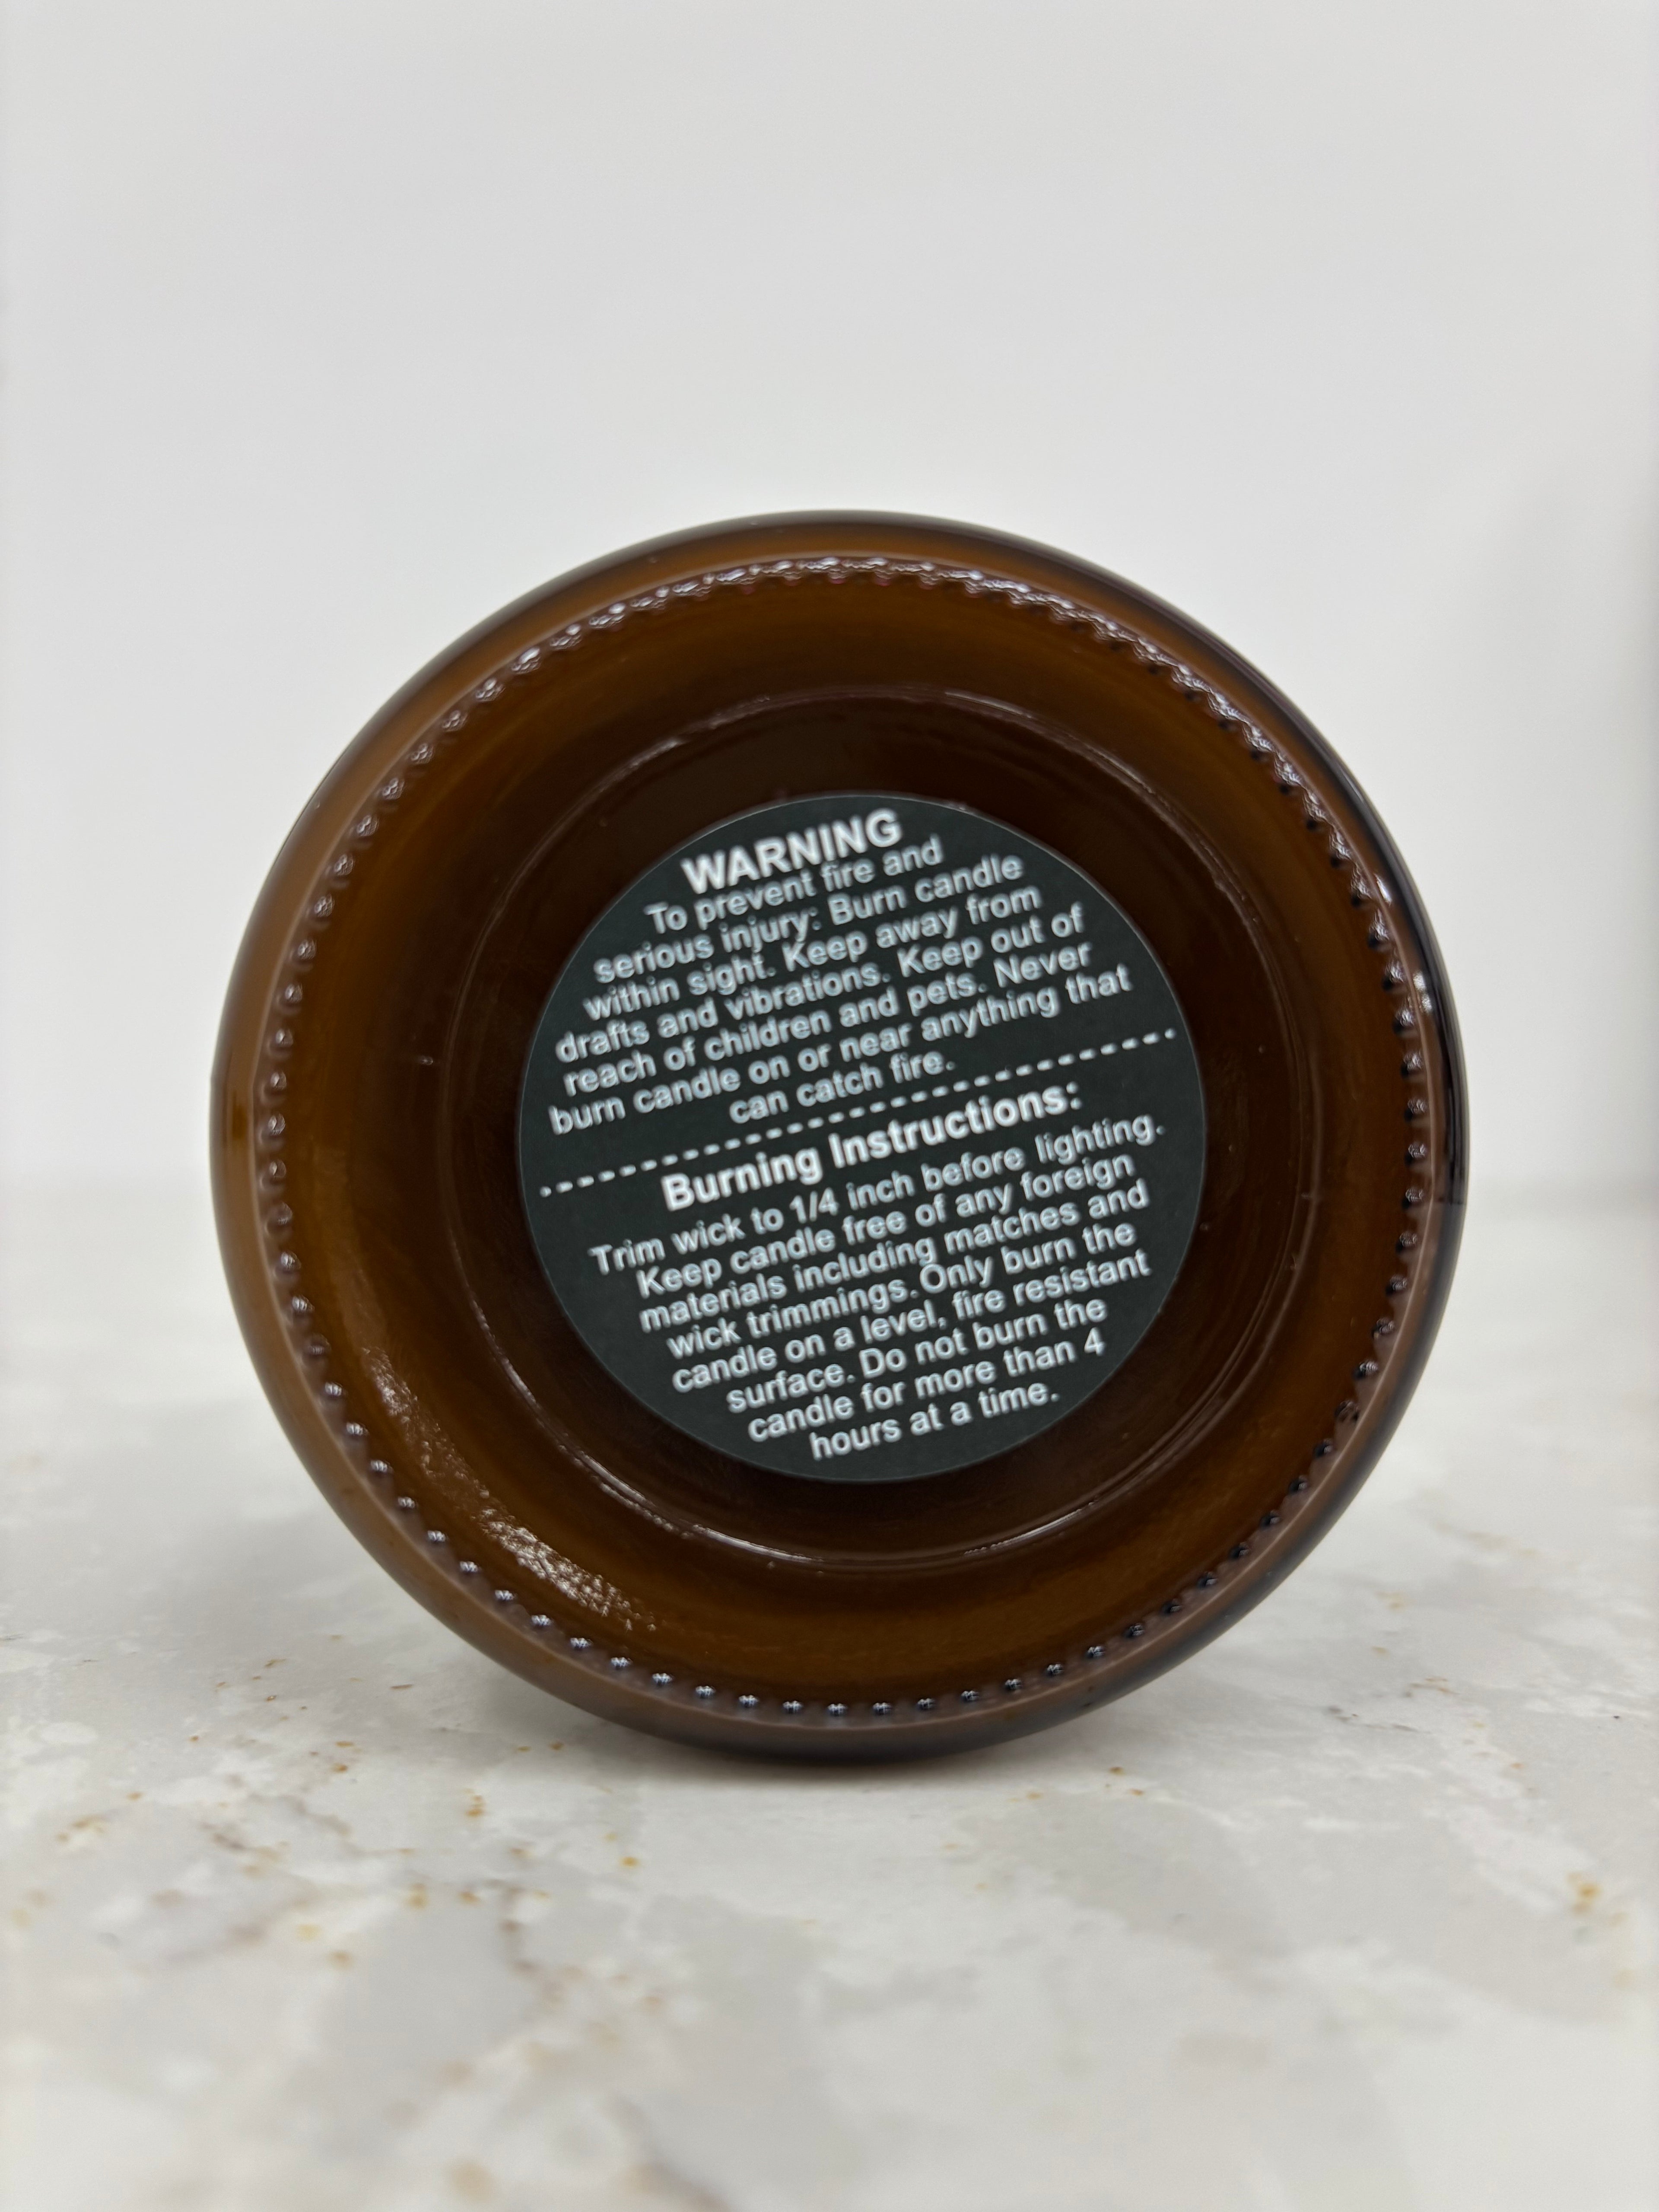 WARNING
To prevent fire and
serious injury: Burn candle
within sight. Keep away from
drafts and vibrations. Keep out of
reach of children and pets. Never
burn candle on or near anything that
can catch fire.
Burning Instructions:
Trim wick to 1/4 inch before lighting.
Keep candle free of any foreign
materials including matches and
wick trimmings. Only burn the
candle on a level, fire resistant
surface. Do not burn the
candle for more than 4
hours at a time.